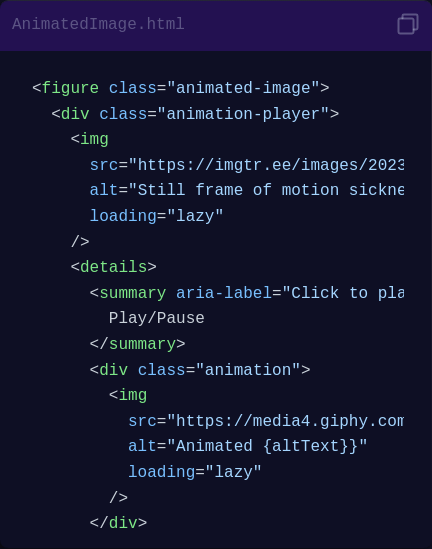 AnimatedImage.html
<figure class="animated-image">
<div class="animation-player">
<img
src="https://imgtr.ee/images/2023
alt="Still frame of motion sickne
loading="lazy"
/>
<details>
<summary aria-label="Click to pla
Play/Pause
</summary>
<div class="animation">
<img
src="https://media4.giphy.com
alt="Animated {altText}}"
loading="lazy"
/>
</div>